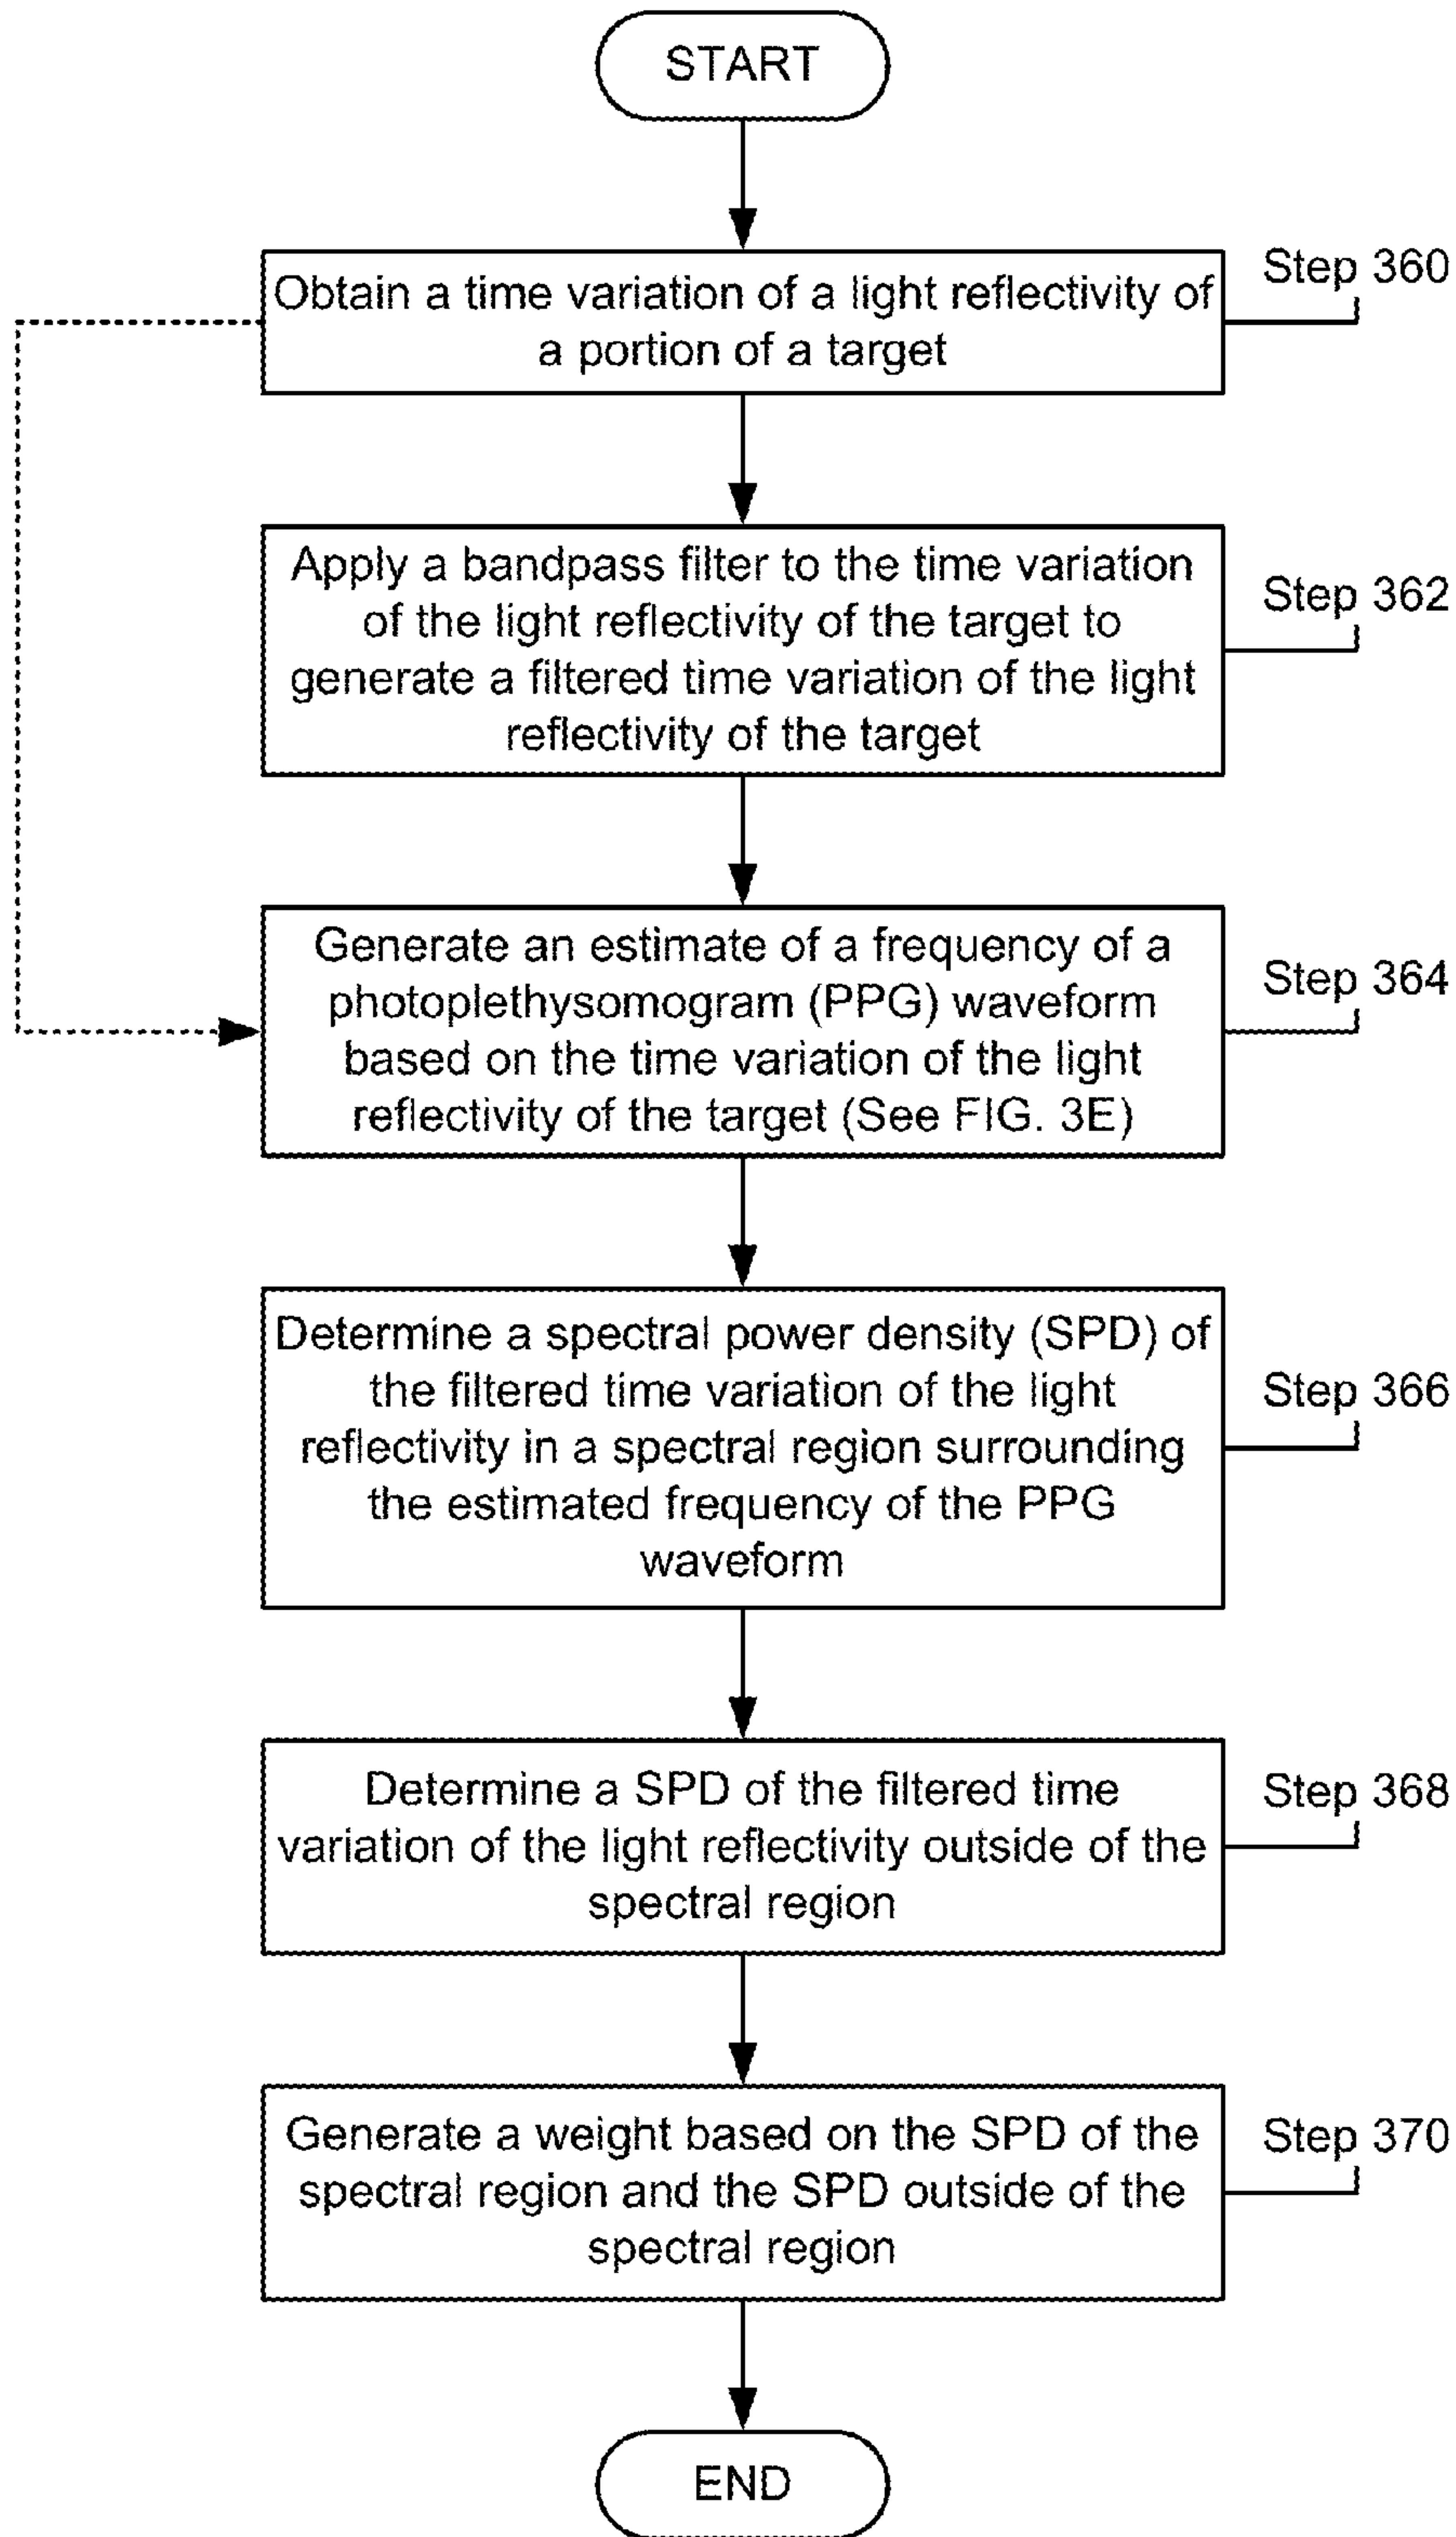 START
Step 360
Obtain a time variation of a light reflectivity of
a portion of a target
Step 362
Apply a bandpass filter to the time variation
of the light reflectivity of the target to
generate a filtered time variation of the light
reflectivity of the target
Step 364
Generate an estimate of a frequency of a
photoplethysomogram (PPG) waveform
based on the time variation of the light
reflectivity of the target (See FIG. 3E)
Step 366
Determine a spectral power density (SPD) of
the filtered time variation of the light
reflectivity in a spectral region surrounding
the estimated frequency of the PPG
waveform
Step 368
Determine a SPD of the filtered time
variation of the light reflectivity outside of the
spectral region
Step 370
Generate a weight based on the SPD of the
spectral region and the SPD outside of the
spectral region
END